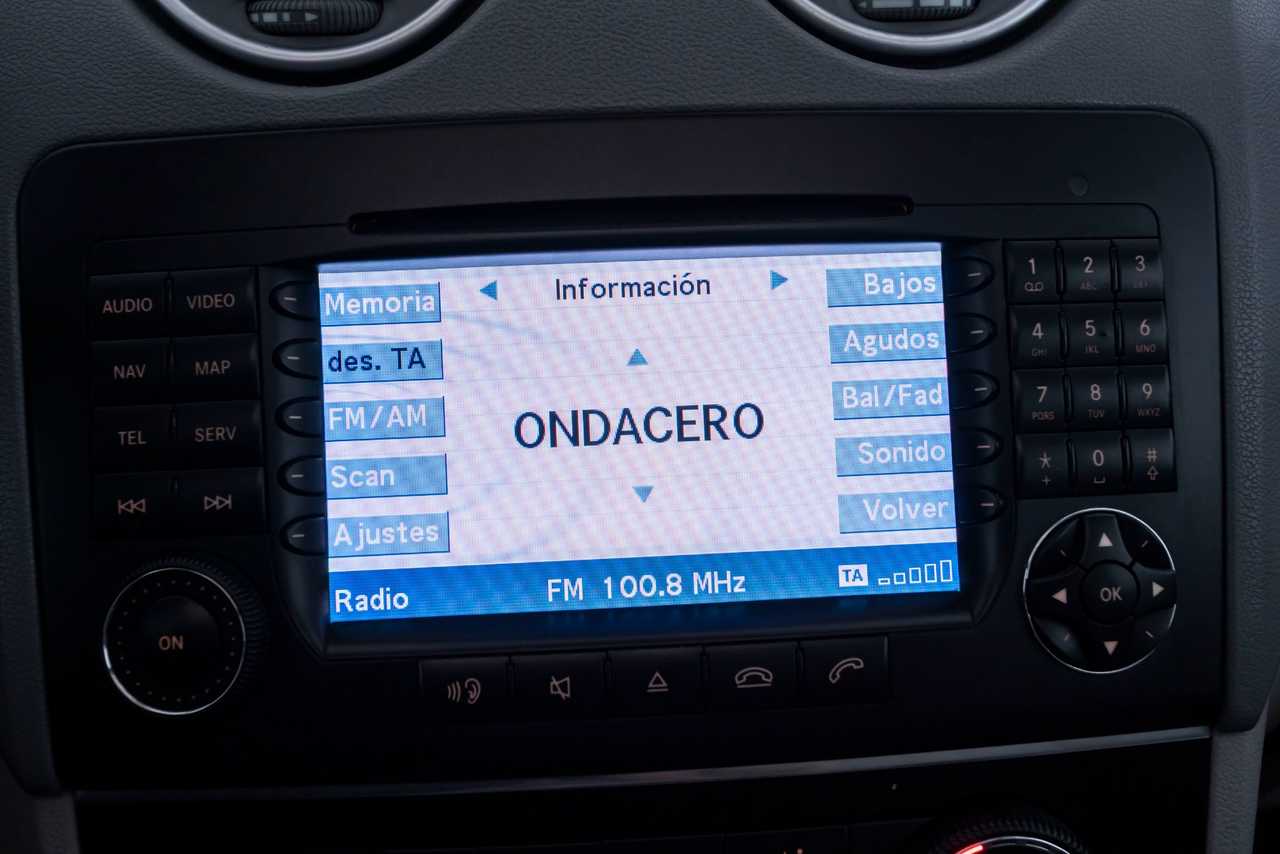 AUDIO VIDEO
NAV MAP
TEL SERV
ON
Memoria
des. TA
FM/AM
Scan
Ajustes
Información
ONDACERO
Bajos
Agudos
Bal/Fad
Sonido
Volver
Radio FM 100.8 MHz TA
1 2 3
ABC DEF
4 5 6
GHI JKL MNO
7 8 9
PQRS TUV WXYZ
* 0 #
+
OK